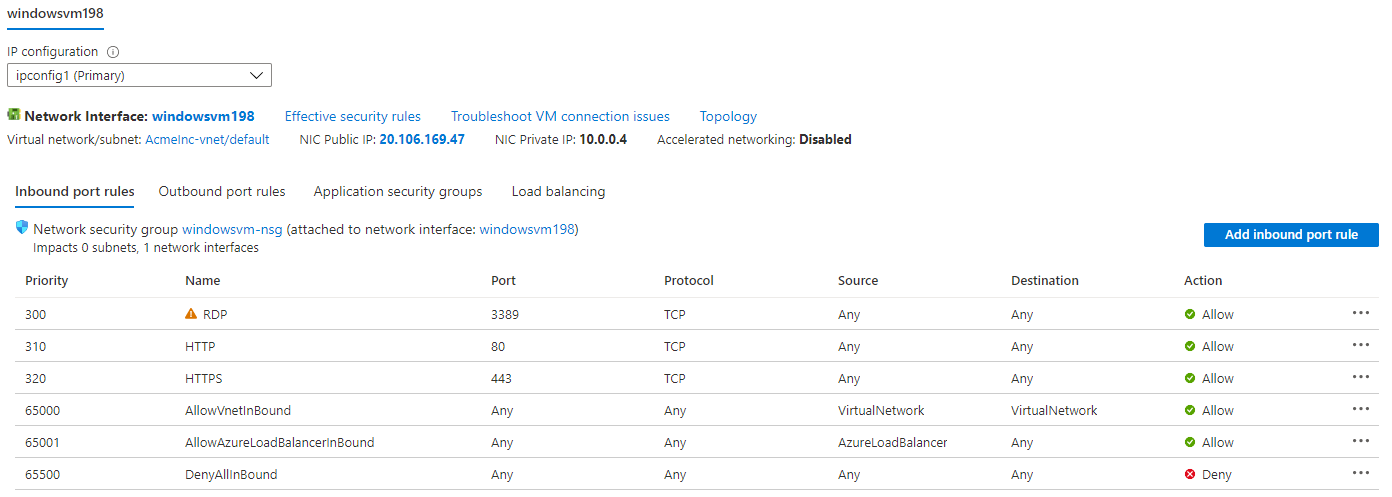 windowsvm198
IP configuration
ipconfig1 (Primary)
Network Interface: windowsvm198 Effective security rules Troubleshoot VM connection issues Topology
Virtual network/subnet: AcmeInc-vnet/default NIC Public IP: 20.106.169.47 NIC Private IP: 10.0.0.4 Accelerated networking: Disabled
Inbound port rules Outbound port rules Application security groups Load balancing
Network security group windowsvm-nsg (attached to network interface: windowsvm198)
Impacts 0 subnets, 1 network interfaces
Add inbound port rule
Priority Name Port Protocol Source Destination Action
300 RDP 3389 TCP Any Any Allow
310 HTTP 80 TCP Any Any Allow
320 HTTPS 443 TCP Any Any Allow
65000 AllowVnetInBound Any Any VirtualNetwork VirtualNetwork Allow
65001 AllowAzureLoadBalancerInBound Any Any AzureLoadBalancer Any Allow
65500 DenyAllInBound Any Any Any Any Deny